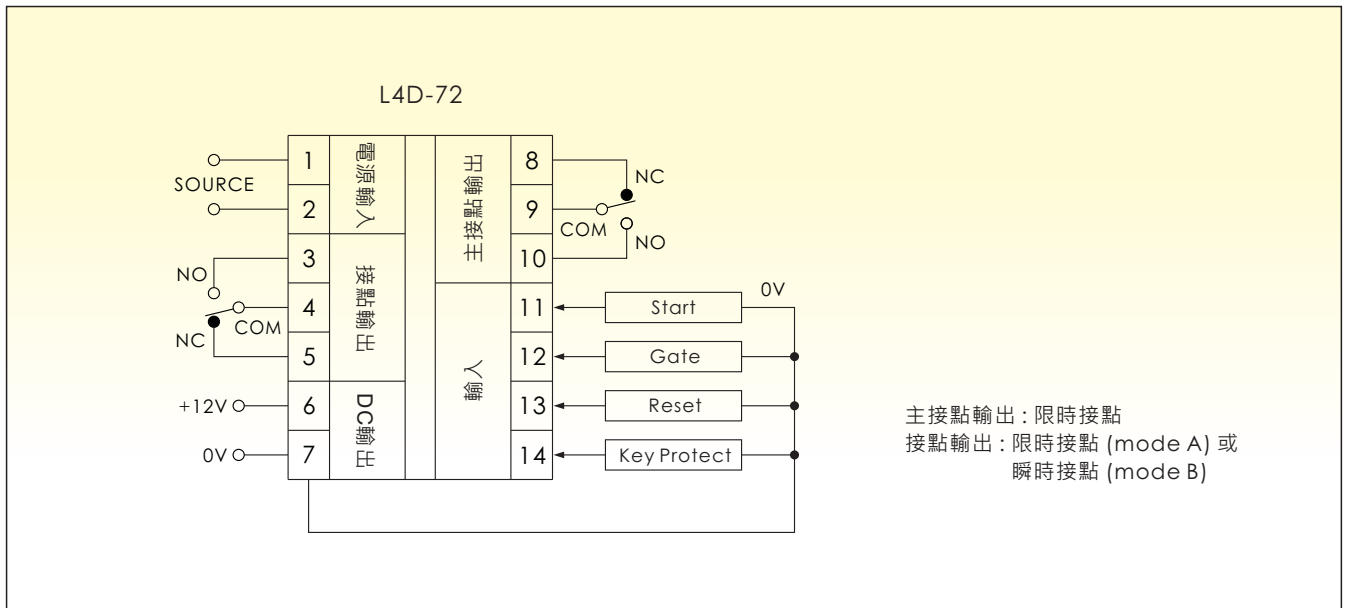 L4D-72
SOURCE
1
2
3
4
5
6
7
電源輸入
接點輸出
DC輸出
NO
COM
NC
+12V
0V
主接點輸出
輸入
8
9
10
11
12
13
14
NC
COM
NO
0V
Start
Gate
Reset
Key Protect
主接點輸出 : 限時接點
接點輸出 : 限時接點 (mode A) 或
瞬時接點 (mode B)